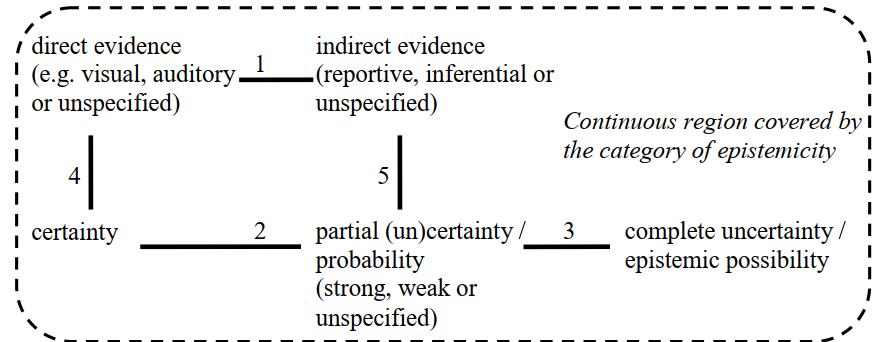 direct evidence
(e.g. visual, auditory
or unspecified)
1
indirect evidence
(reportive, inferential or
unspecified)
Continuous region covered by
the category of epistemicity
4
5
certainty
2
partial (un)certainty /
probability
(strong, weak or
unspecified)
3
complete uncertainty /
epistemic possibility